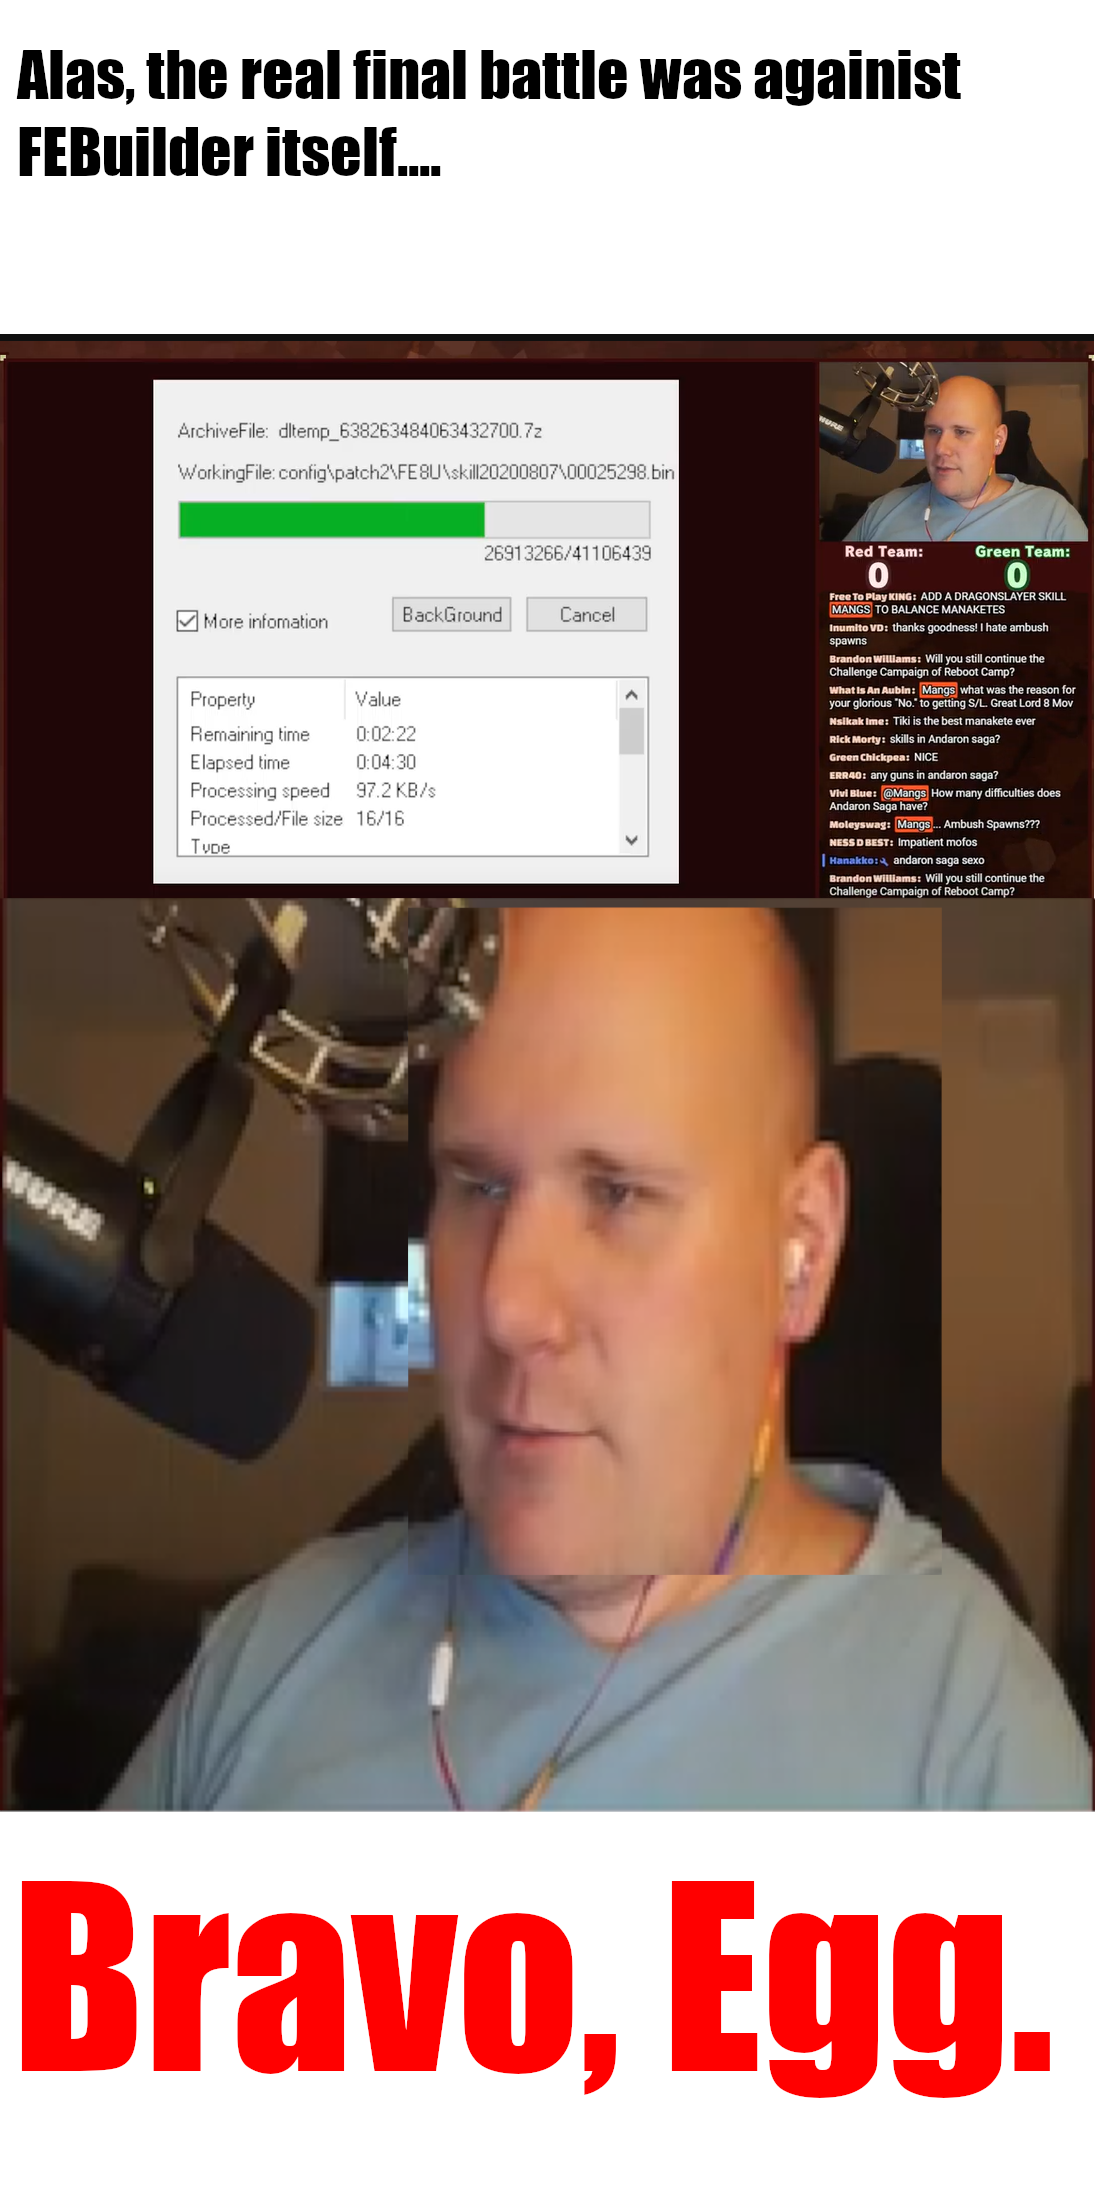 Alas, the real final battle was againist
FEBuilder itself....
ArchiveFile: dltemp_638263484063432700.7z
WorkingFile: config\patch2\FE8U\skill20200807\00025298.bin
26913266/41106439
More infomation
BackGround
Cancel
Property Value
Remaining time 0:02:22
Elapsed time 0:04:30
Processing speed 97.2 KB/s
Processed/File size 16/16
Type
Red Team:
0
Green Team:
0
Free To Play KING: ADD A DRAGONSLAYER SKILL
MANGS TO BALANCE MANAKETES
Inumito VD: thanks goodness! I hate ambush
spawns
Brandon Williams: Will you still continue the
Challenge Campaign of Reboot Camp?
What Is An Aubin: Mangs what was the reason for
your glorious "No." to getting S/L. Great Lord 8 Mov
Nsikak Ime: Tiki is the best manakete ever
Rick Morty: skills in Andaron saga?
Green Chickpea: NICE
ERR40: any guns in andaron saga?
Vivi Blue: @Mangs How many difficulties does
Andaron Saga have?
Moleyswag: Mangs... Ambush Spawns???
NESS D BEST: Impatient mofos
Hanakko: andaron saga sexo
Brandon Williams: Will you still continue the
Challenge Campaign of Reboot Camp?
HURE
Bravo, Egg.